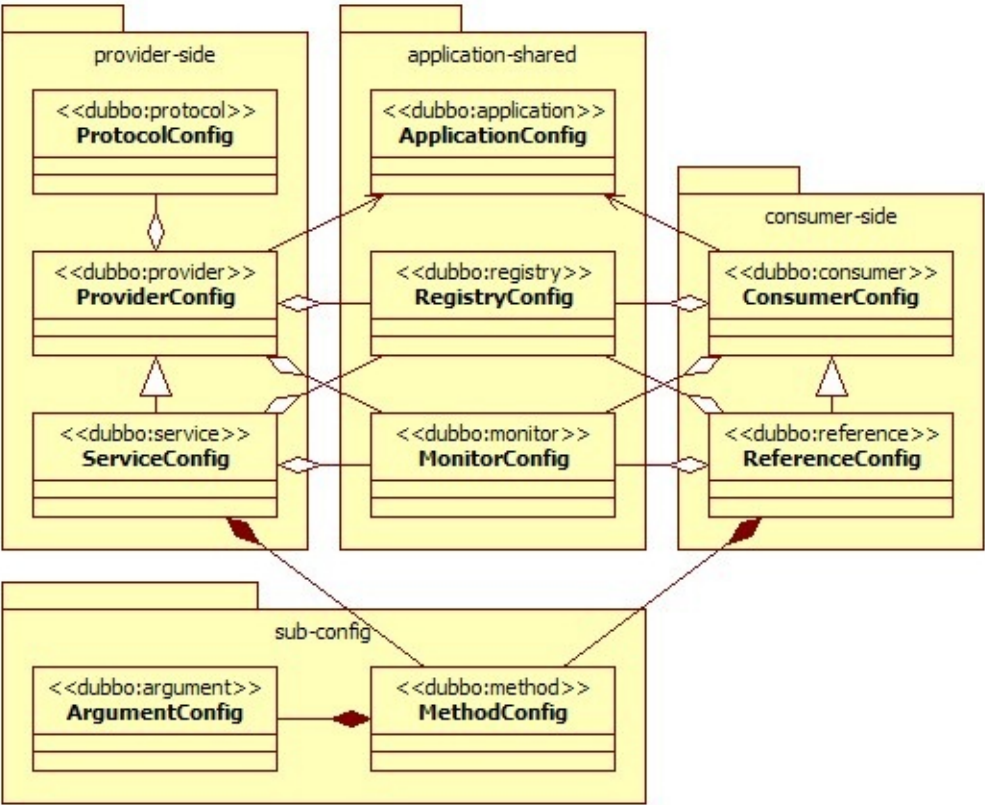 provider-side
<<dubbo:protocol>>
ProtocolConfig
<<dubbo:provider>>
ProviderConfig
<<dubbo:service>>
ServiceConfig
application-shared
<<dubbo:application>>
ApplicationConfig
<<dubbo:registry>>
RegistryConfig
<<dubbo:monitor>>
MonitorConfig
consumer-side
<<dubbo:consumer>>
ConsumerConfig
<<dubbo:reference>>
ReferenceConfig
sub-config
<<dubbo:argument>>
ArgumentConfig
<<dubbo:method>>
MethodConfig